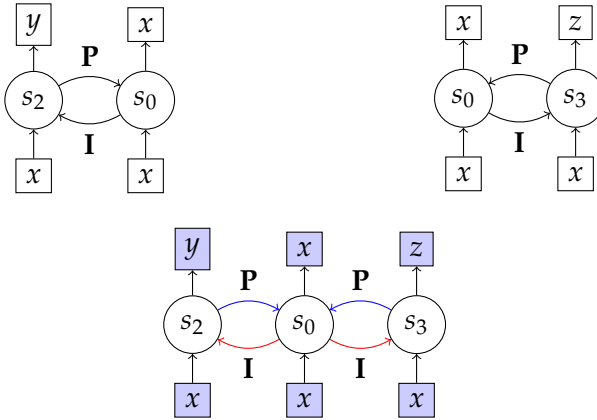 y x x z
P P
s2 s0 s0 s3
I I
x x x x
y x z
P P
s2 s0 s3
I I
x x x